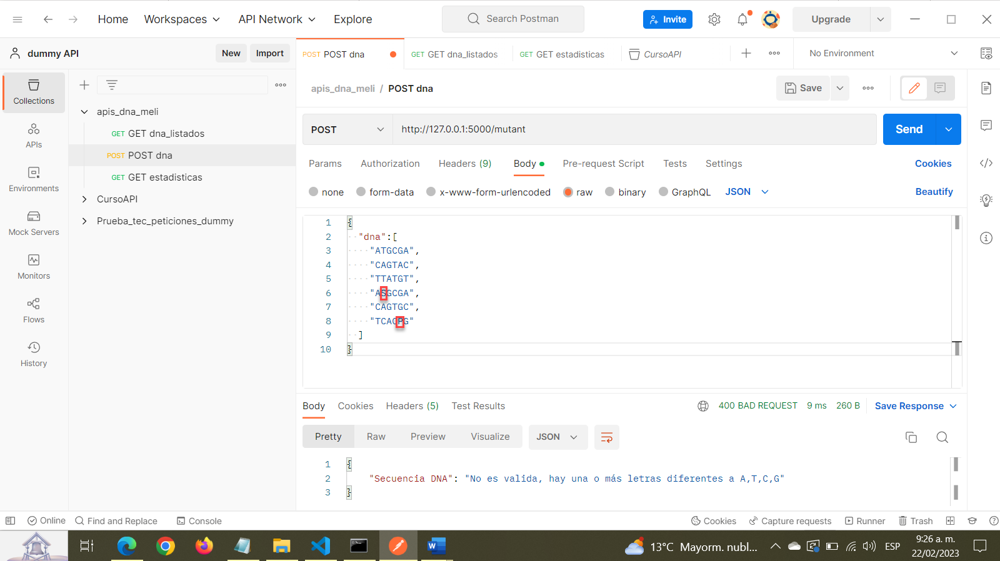 Home Workspaces API Network Explore Search Postman Invite Upgrade
dummy API New Import POST POST dna GET GET dna_listados GET GET estadisticas CursoAPI No Environment
Collections
APIs
Environments
Mock Servers
Monitors
Flows
History
apis_dna_meli
GET GET dna_listados
POST POST dna
GET GET estadisticas
CursoAPI
Prueba_tec_peticiones_dummy
apis_dna_meli / POST dna Save
POST http://127.0.0.1:5000/mutant Send
Params Authorization Headers (9) Body Pre-request Script Tests Settings Cookies
none form-data x-www-form-urlencoded raw binary GraphQL JSON Beautify
1 {
2 "dna":[
3 "ATGCGA",
4 "CAGTAC",
5 "TTATGT",
6 "ASGCGA",
7 "CAGTGC",
8 "TCACPG"
9 ]
10 }
Body Cookies Headers (5) Test Results 400 BAD REQUEST 9 ms 260 B Save Response
Pretty Raw Preview Visualize JSON
1 {
2 "Secuencia DNA": "No es valida, hay una o más letras diferentes a A,T,C,G"
3 }
Online Find and Replace Console Cookies Capture requests Runner Trash
13°C Mayorm. nubl... ESP 9:26 a. m.
22/02/2023